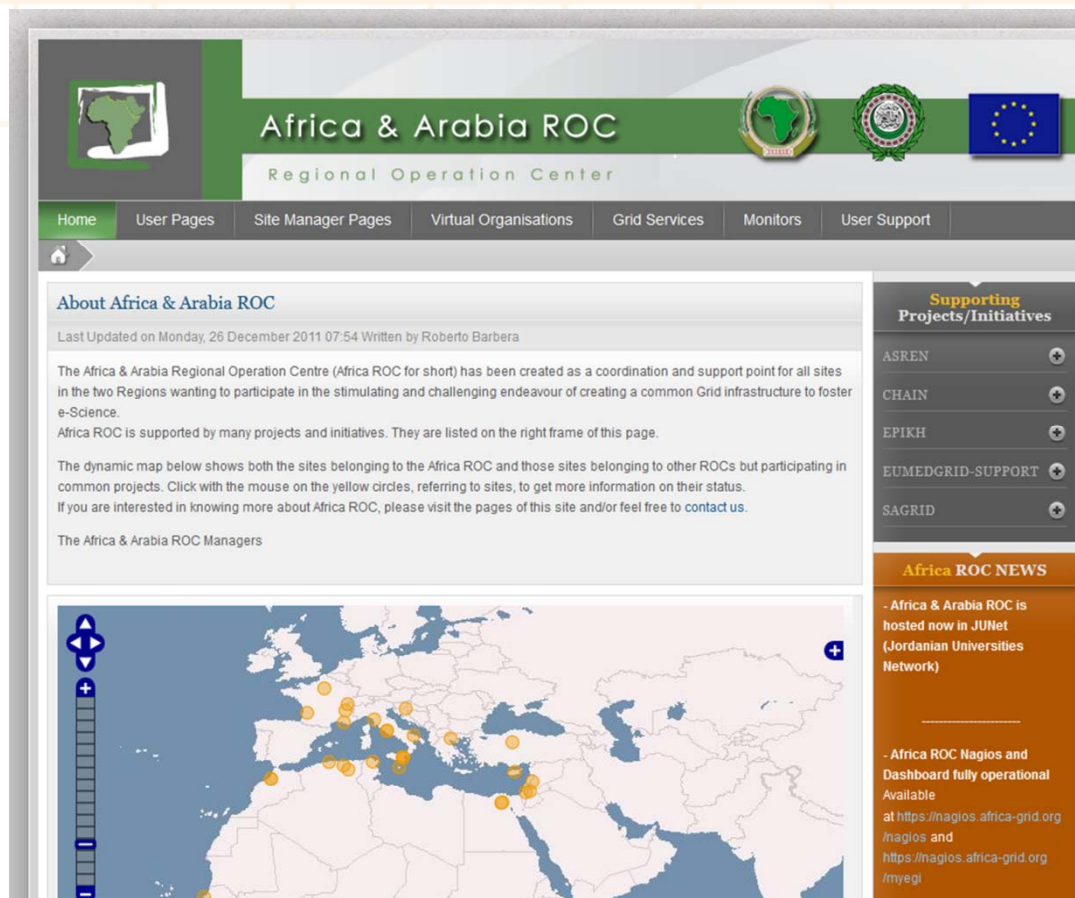 Africa & Arabia ROC
Regional Operation Center
Home User Pages Site Manager Pages Virtual Organisations Grid Services Monitors User Support
About Africa & Arabia ROC
Last Updated on Monday, 26 December 2011 07:54 Written by Roberto Barbera
The Africa & Arabia Regional Operation Centre (Africa ROC for short) has been created as a coordination and support point for all sites
in the two Regions wanting to participate in the stimulating and challenging endeavour of creating a common Grid infrastructure to foster
e-Science.
Africa ROC is supported by many projects and initiatives. They are listed on the right frame of this page.
The dynamic map below shows both the sites belonging to the Africa ROC and those sites belonging to other ROCs but participating in
common projects. Click with the mouse on the yellow circles, referring to sites, to get more information on their status.
If you are interested in knowing more about Africa ROC, please visit the pages of this site and/or feel free to contact us.
The Africa & Arabia ROC Managers
Supporting
Projects/Initiatives
ASREN
CHAIN
EPIKH
EUMEDGRID-SUPPORT
SAGRID
Africa ROC NEWS
- Africa & Arabia ROC is
hosted now in JUNet
(Jordanian Universities
Network)
- Africa ROC Nagios and
Dashboard fully operational
Available
at https://nagios.africa-grid.org
/nagios and
https://nagios.africa-grid.org
/myegi